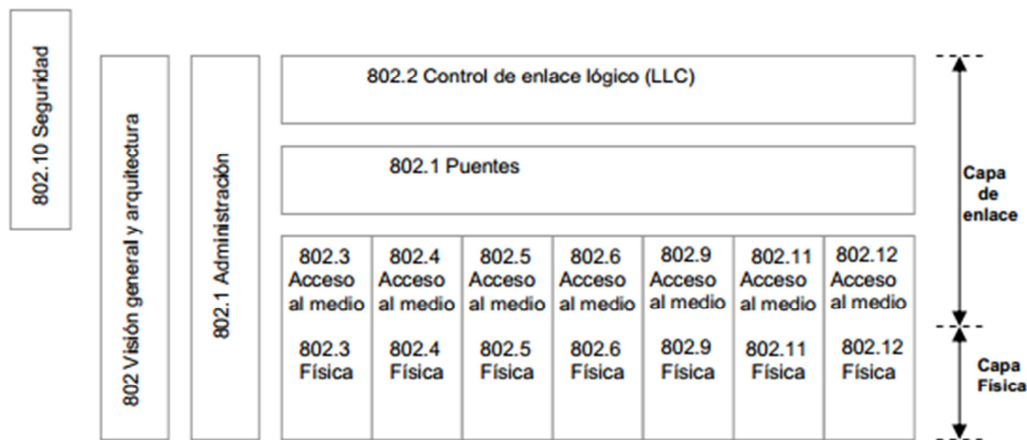 802.10 Seguridad
802 Visión general y arquitectura
802.1 Administración
802.2 Control de enlace lógico (LLC)
802.1 Puentes
802.3
Acceso
al medio
802.4
Acceso
al medio
802.5
Acceso
al medio
802.6
Acceso
al medio
802.9
Acceso
al medio
802.11
Acceso
al medio
802.12
Acceso
al medio
802.3
Física
802.4
Física
802.5
Física
802.6
Física
802.9
Física
802.11
Física
802.12
Física
Capa
de
enlace
Capa
Física